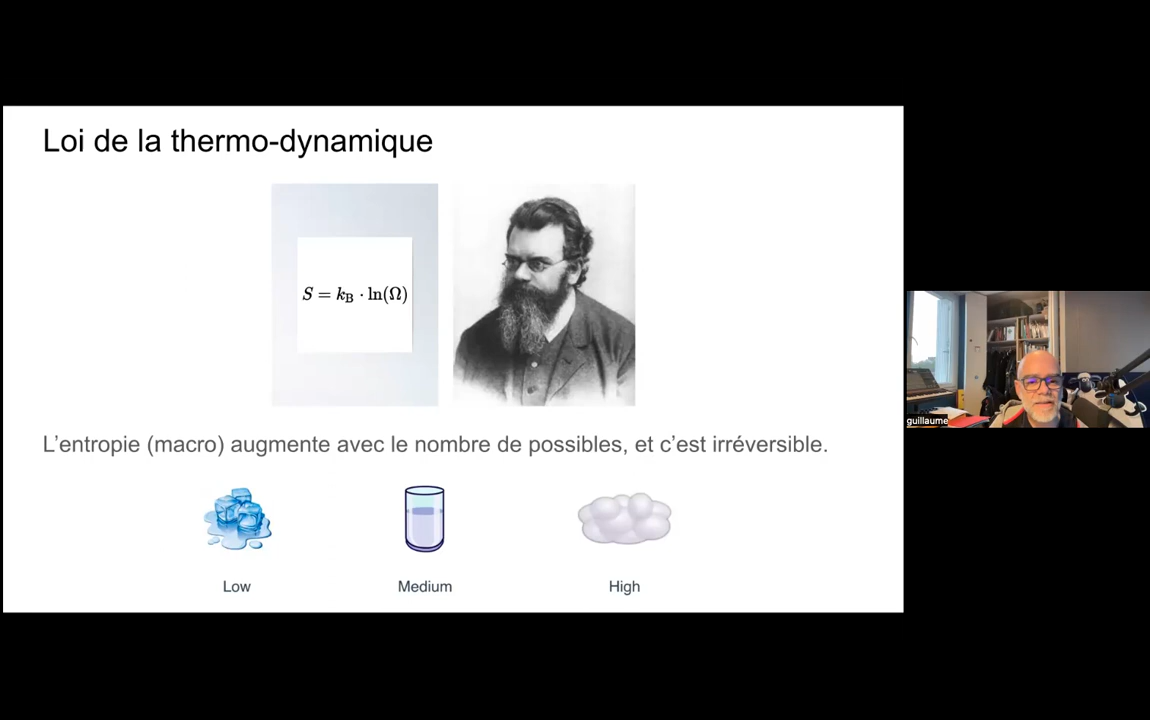 Loi de la thermo-dynamique
S = k_B · ln(Ω)
L'entropie (macro) augmente avec le nombre de possibles, et c'est irréversible.
Low
Medium
High
guillaume